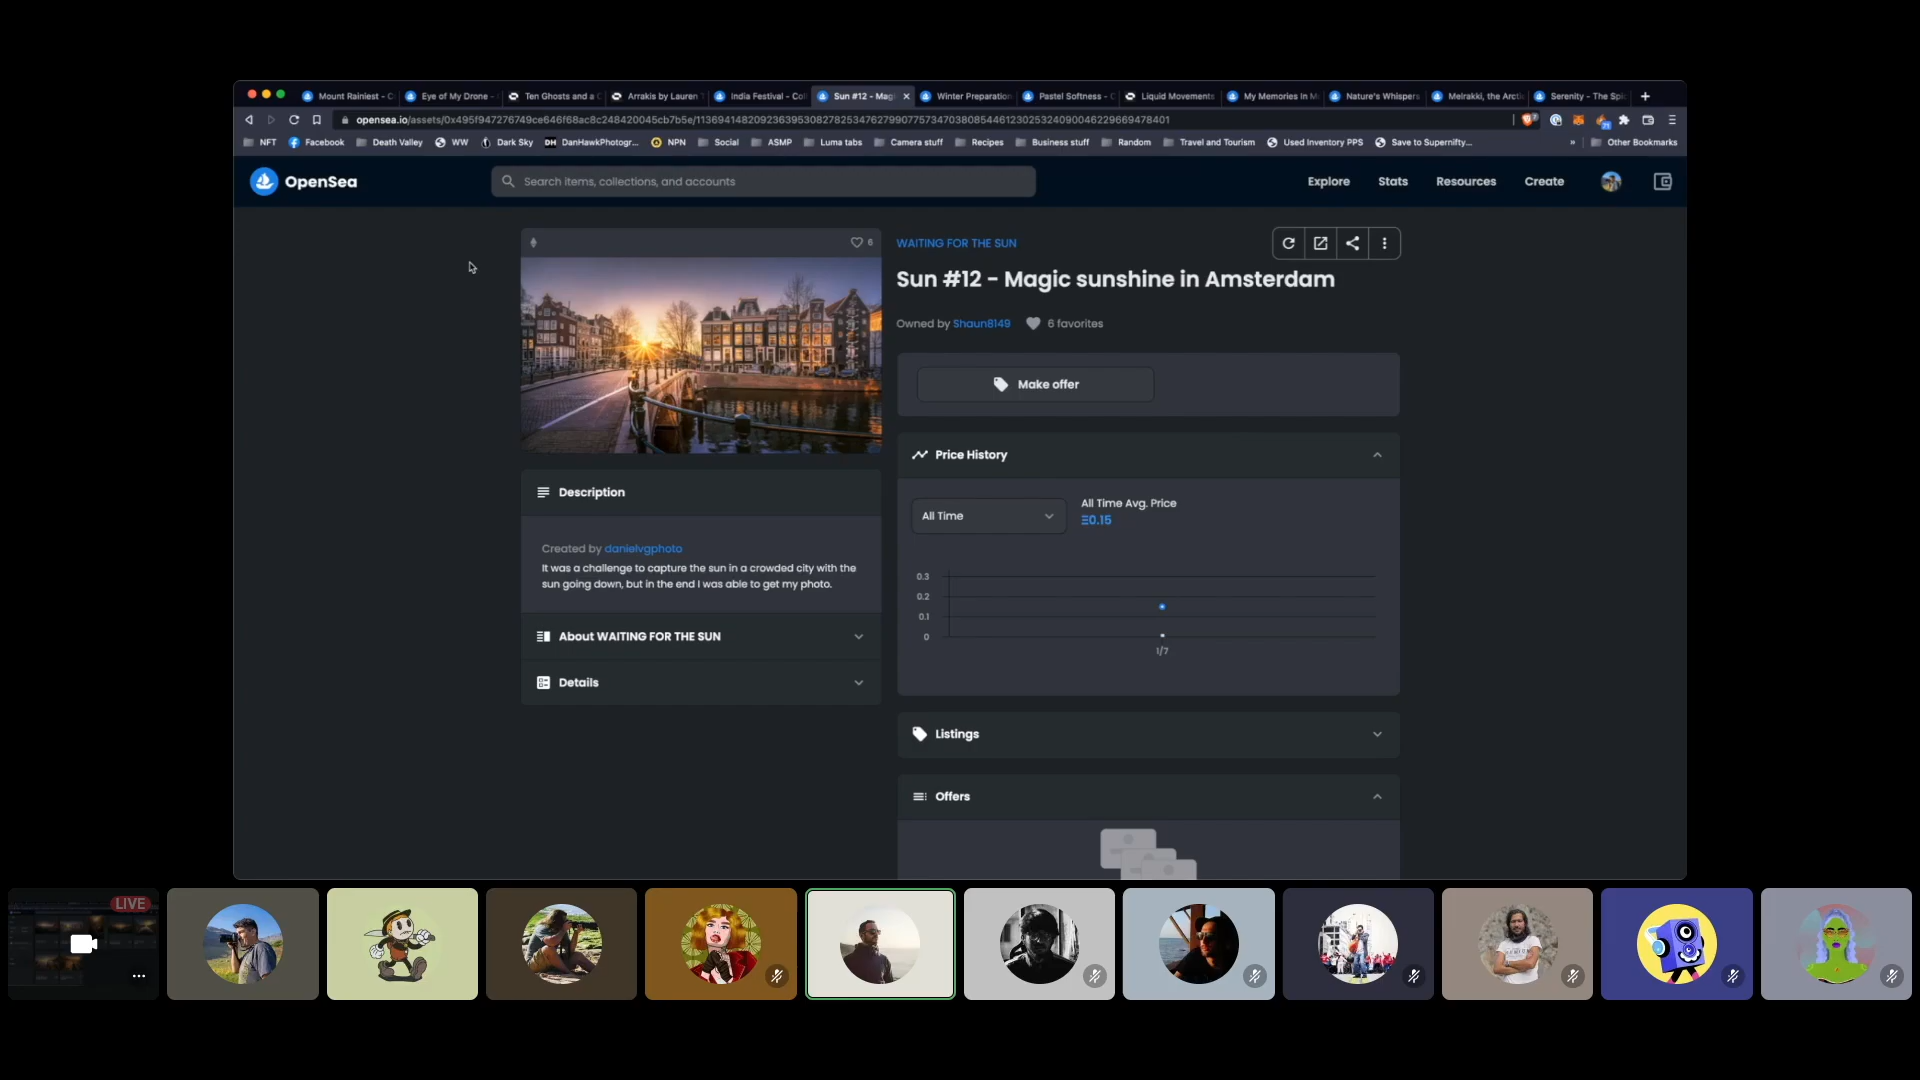 Mount Rainiest - C
Eye of My Drone -
Ten Ghosts and a C
Arrakis by Lauren T
India Festival - Col
Sun #12 - Mag
Winter Preparation
Pastel Softness - C
Liquid Movements
My Memories In M
Nature's Whispers
Melrakki, the Arctic
Serenity - The Spi
opensea.io/assets/0x495f947276749ce646f68ac8c248420045cb7b5e/
NFT
Facebook
Death Valley
WW
Dark Sky
DH
DanHawkPhotogr...
NPN
Social
ASMP
Luma tabs
Camera stuff
Recipes
Business stuff
Random
Travel and Tourism
Used Inventory PPS
Save to Supernifty...
»
Other Bookmarks
OpenSea
Search items, collections, and accounts
Explore
Stats
Resources
Create
6
WAITING FOR THE SUN
Sun #12 - Magic sunshine in Amsterdam
Owned by Shaun8149
6 favorites
Make offer
Price History
All Time
All Time Avg. Price
Ξ0.15
0.3
0.2
0.1
0
1/7
Description
Created by danielvgphoto
It was a challenge to capture the sun in a crowded city with the
sun going down, but in the end I was able to get my photo.
About WAITING FOR THE SUN
Details
Listings
Offers
LIVE